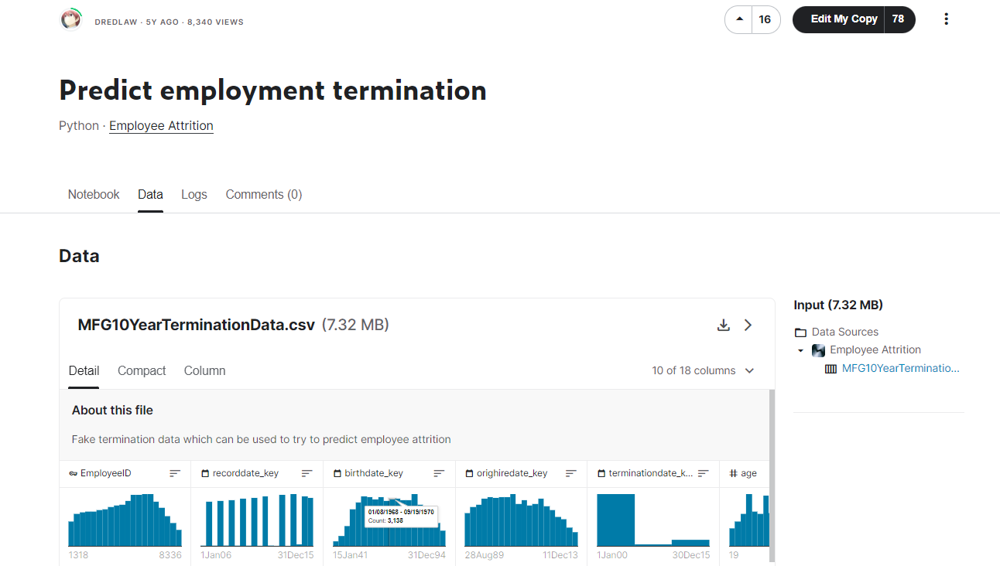 DREDLAW · 5Y AGO · 8,340 VIEWS
16
Edit My Copy 78
Predict employment termination
Python · Employee Attrition
Notebook Data Logs Comments (0)
Data
MFG10YearTerminationData.csv (7.32 MB)
Detail Compact Column 10 of 18 columns
About this file
Fake termination data which can be used to try to predict employee attrition
EmployeeID recorddate_key birthdate_key orighiredate_key terminationdate_k... age
01/08/1968 - 09/19/1970
Count: 3,138
1318 8336 1Jan06 31Dec15 15Jan41 31Dec94 28Aug89 11Dec13 1Jan00 30Dec15 19
Input (7.32 MB)
Data Sources
Employee Attrition
MFG10YearTerminatio...